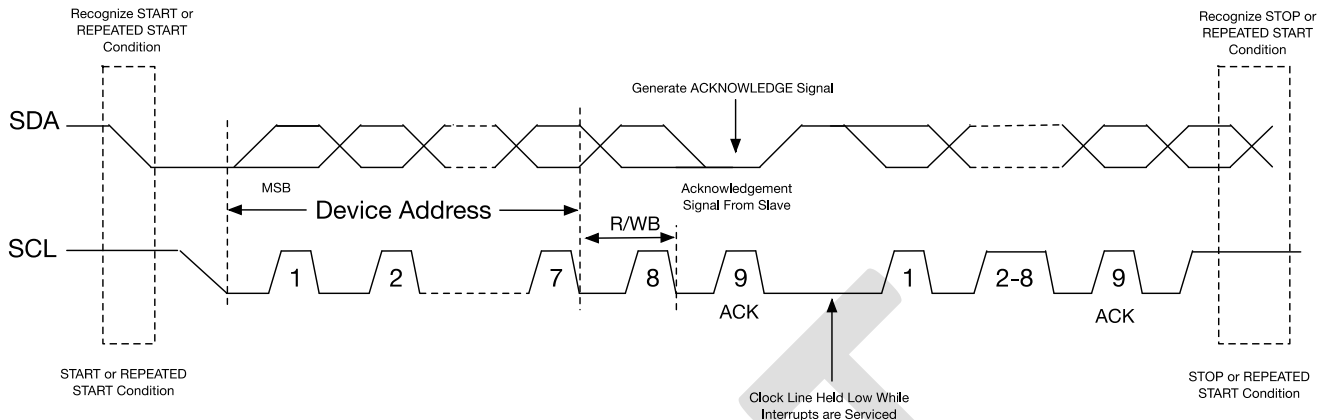 Recognize START or
REPEATED START
Condition
Recognize STOP or
REPEATED START
Condition
Generate ACKNOWLEDGE Signal
SDA
MSB
Acknowledgement
Signal From Slave
Device Address
R/WB
SCL
1
2
7
8
9
1
2-8
9
ACK
ACK
START or REPEATED
START Condition
STOP or REPEATED
START Condition
Clock Line Held Low While
Interrupts are Serviced